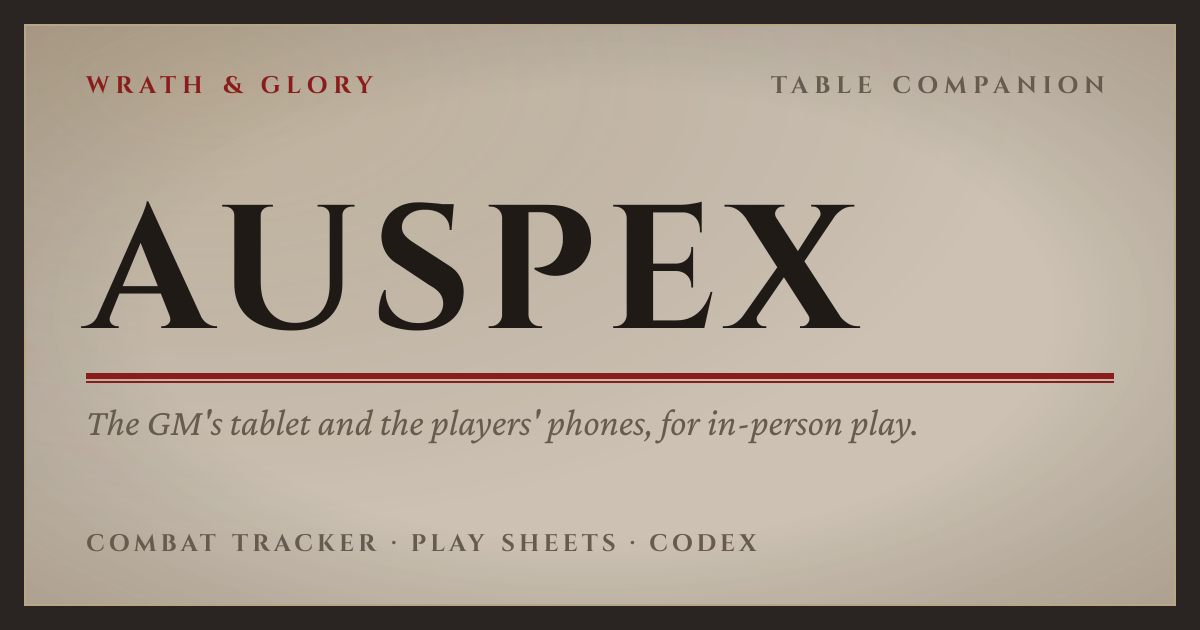 WRATH & GLORY
TABLE COMPANION
AUSPEX
The GM's tablet and the players' phones, for in-person play.
COMBAT TRACKER · PLAY SHEETS · CODEX